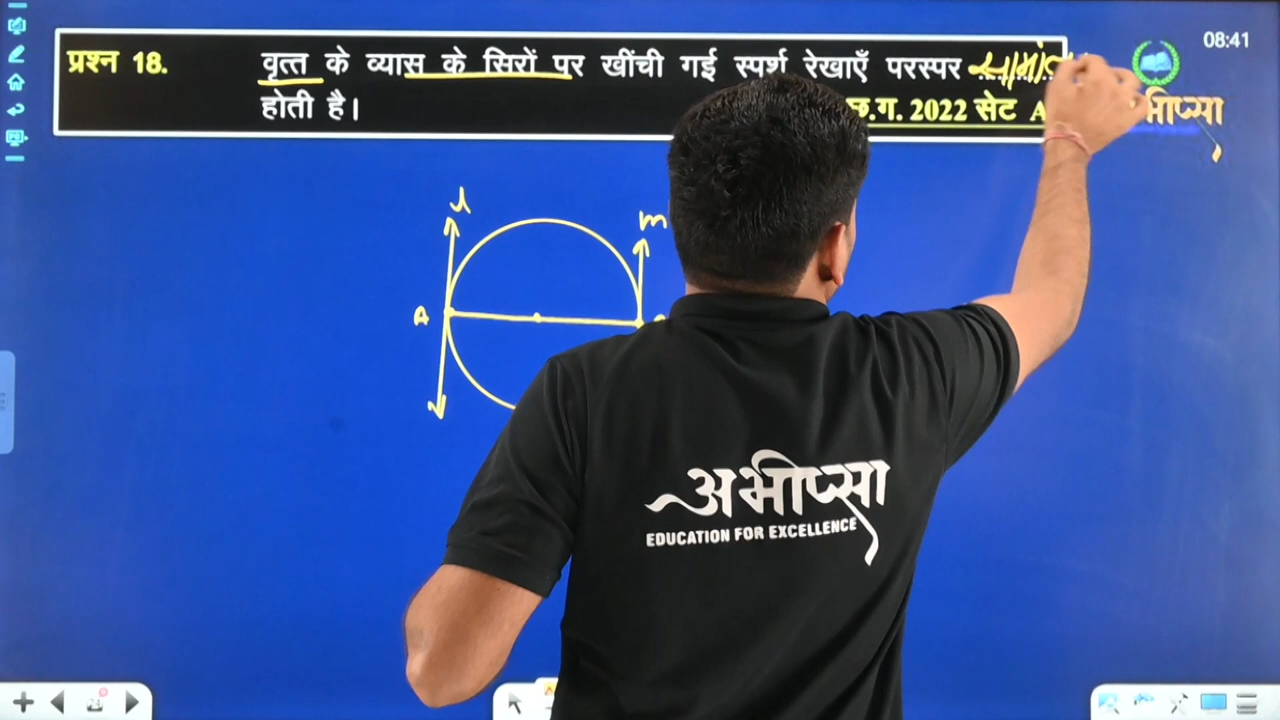 08:41
प्रश्न 18. वृत्त के व्यास के सिरों पर खींची गई स्पर्श रेखाएँ परस्पर
होती है।
छ.ग. 2022 सेट A
m
A
अभीप्सा
EDUCATION FOR EXCELLENCE